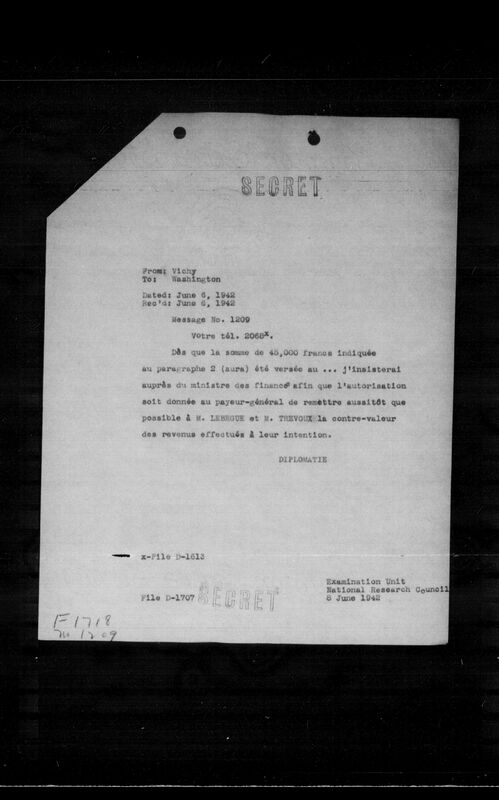 SECRET
From: Vichy
To: Washington
Dated: June 6, 1942
Rec'd: June 6, 1942
Message No. 1209
Votre tél. 2068x.
Dès que la somme de 45,000 francs indiquée
au paragraphe 2 (aura) été versée au ... j'insisterai
auprès du ministre des finances afin que l'autorisation
soit donnée au payeur-général de remettre aussitôt que
possible à M. LEBEGUE et M. TREVOUX la contre-valeur
des revenus effectués à leur intention.
DIPLOMATIE
x-File D-1613
Examination Unit
National Research Council
8 June 1942
File D-1707 SECRET
F 1718
No 1209